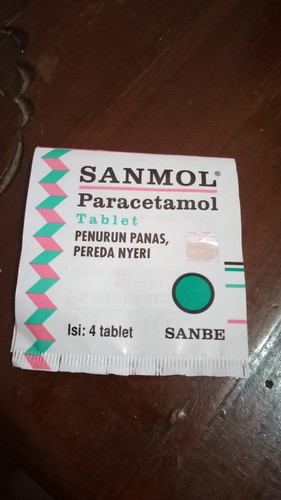 SANMOL®
Paracetamol
Tablet
PENURUN PANAS,
PEREDA NYERI
Isi: 4 tablet
SANBE